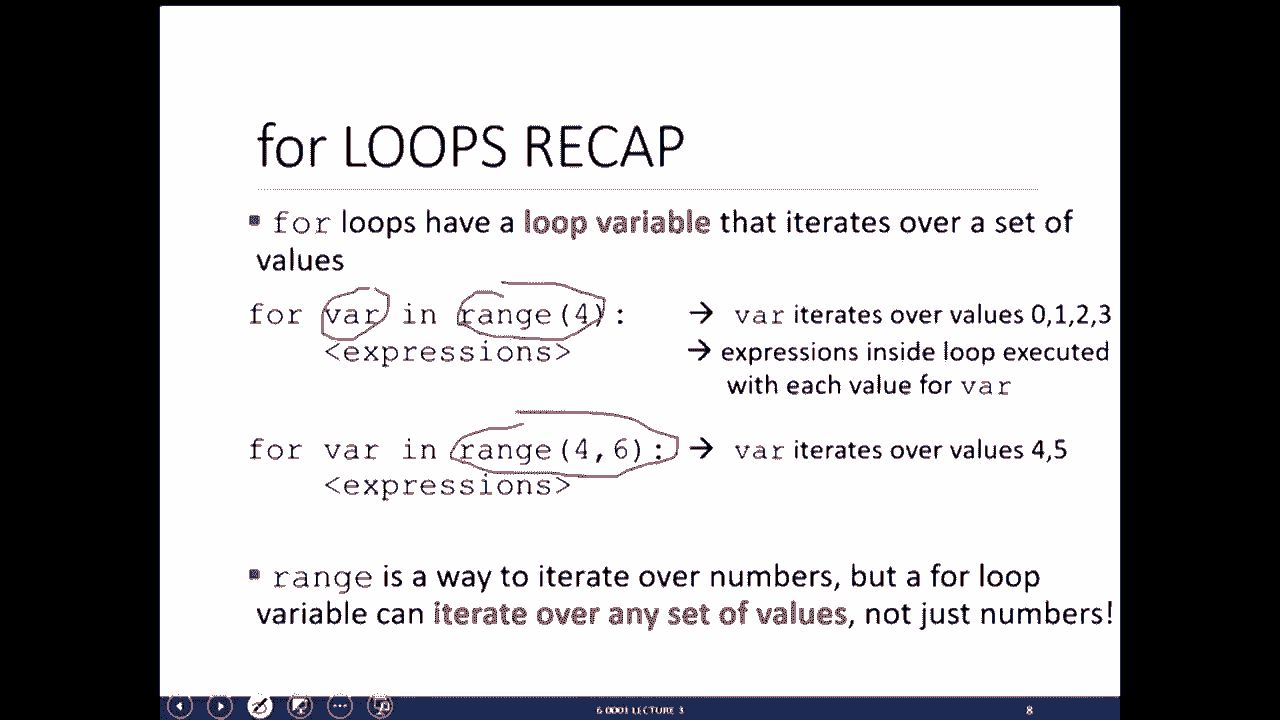 for LOOPS RECAP
▪ for loops have a loop variable that iterates over a set of
values
for var in range(4): → var iterates over values 0,1,2,3
<expressions> → expressions inside loop executed
with each value for var
for var in range(4,6): → var iterates over values 4,5
<expressions>
▪ range is a way to iterate over numbers, but a for loop
variable can iterate over any set of values, not just numbers!
6.0001 LECTURE 3 8